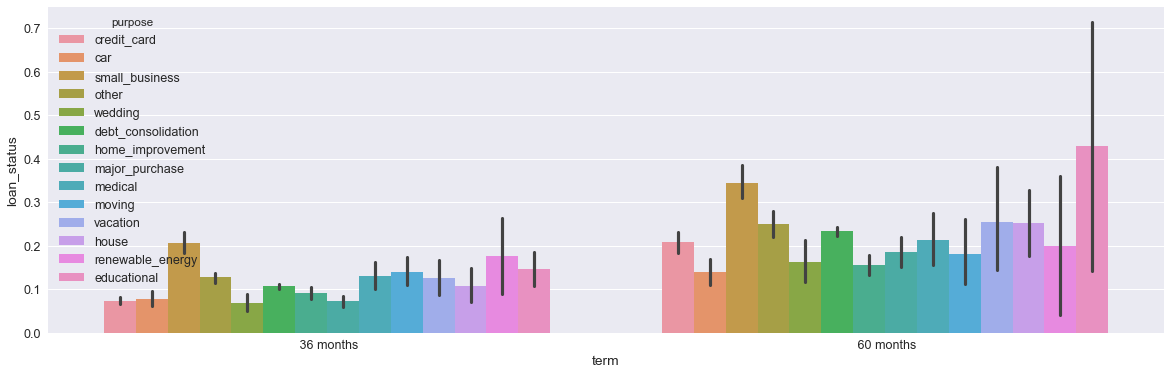 purpose
credit_card
car
small_business
other
wedding
debt_consolidation
home_improvement
major_purchase
medical
moving
vacation
house
renewable_energy
educational
loan_status
0.7
0.6
0.5
0.4
0.3
0.2
0.1
0.0
36 months
60 months
term